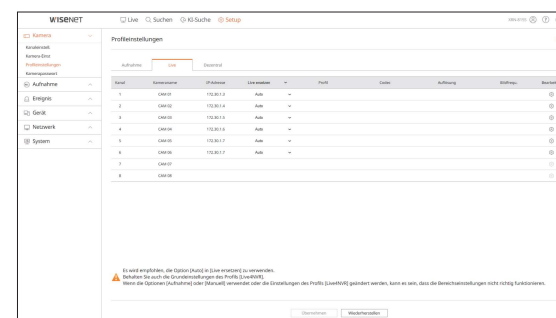 WISENET
Live Suchen KI-Suche Setup
Kamera
Kanaleinstell.
Kamera-Einst
Profileinstellungen
Kamerapasswort
Aufnahme
Ereignis
Gerät
Netzwerk
System
Profileinstellungen
Aufnahme Live Dezentral
Kanal Kameraname IP-Adresse Live ersetzen Profil Codec Auflösung Bildfrequ. Bearbeit
1 CAM 01 172.30.1.3 Auto
2 CAM 02 172.30.1.4 Auto
3 CAM 03 172.30.1.5 Auto
4 CAM 04 172.30.1.6 Auto
5 CAM 05 172.30.1.7 Auto
6 CAM 06 172.30.1.7 Auto
7 CAM 07
8 CAM 08
Es wird empfohlen, die Option [Auto] in [Live ersetzen] zu verwenden.
Behalten Sie auch die Grundeinstellungen des Profils [Live4NVR].
Wenn die Optionen [Aufnahme] oder [Manuell] verwendet oder die Einstellungen des Profils [Live4NVR] geändert werden, kann es sein, dass die Bereichseinstellungen nicht richtig funktionieren.
Übernehmen Wiederherstellen